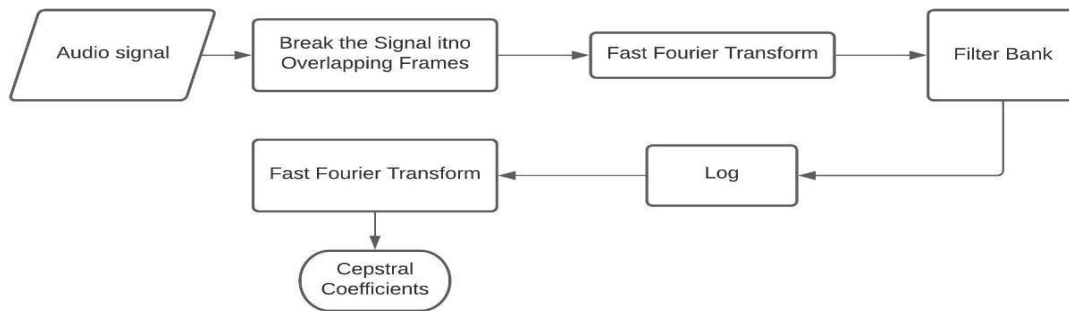 Audio signal
Break the Signal itno
Overlapping Frames
Fast Fourier Transform
Filter Bank
Log
Fast Fourier Transform
Cepstral
Coefficients